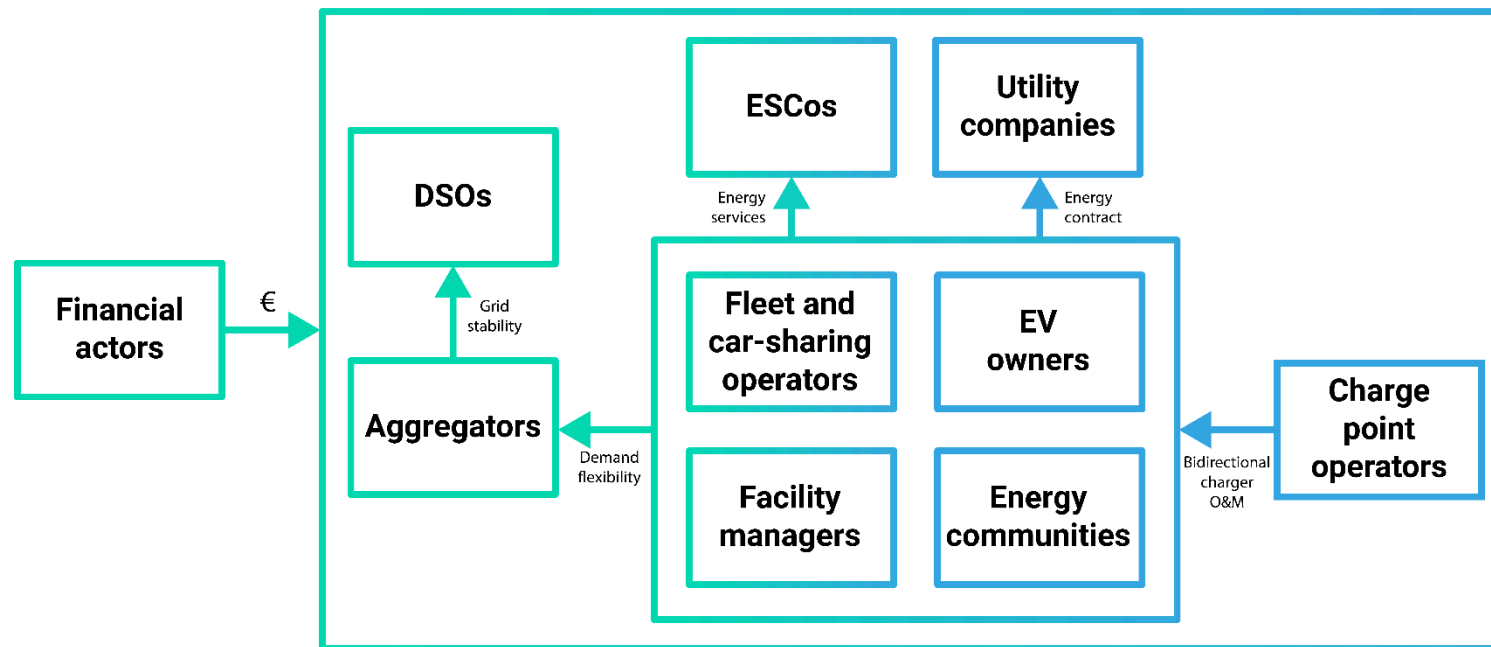 Financial
actors
€
DSOs
Grid
stability
Aggregators
Demand
flexibility
ESCos
Energy
services
Utility
companies
Energy
contract
Fleet and
car-sharing
operators
EV
owners
Facility
managers
Energy
communities
Bidirectional
charger
O&M
Charge
point
operators